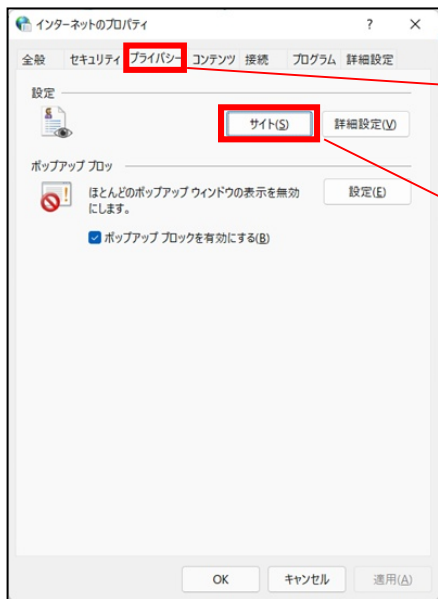 インターネットのプロパティ ? ×
全般 セキュリティ プライバシー コンテンツ 接続 プログラム 詳細設定
設定
サイト(S) 詳細設定(V)
ポップアップ ブロッ
ほとんどのポップアップ ウィンドウの表示を無効 設定(E)
にします。
ポップアップ ブロックを有効にする(B)
OK キャンセル 適用(A)